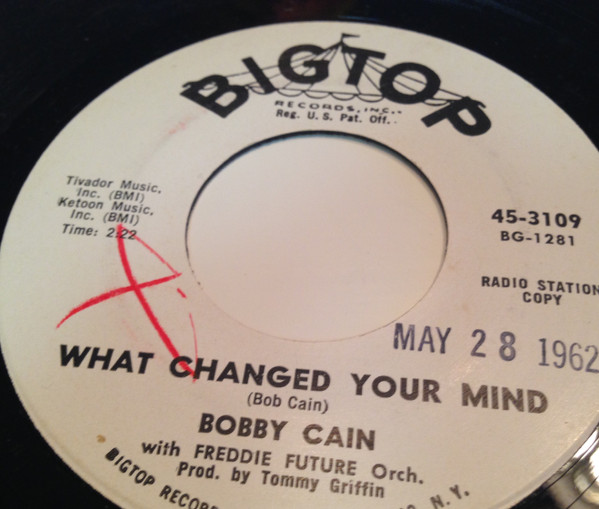 BIGTOP
RECORDS, INC.
Reg. U.S. Pat. Off.
Tivador Music,
Inc. (BMI)
Ketoon Music,
Inc. (BMI)
Time: 2:22
45-3109
BG-1281
RADIO STATION
COPY
MAY 28 1962
WHAT CHANGED YOUR MIND
(Bob Cain)
BOBBY CAIN
with FREDDIE FUTURE Orch.
Prod. by Tommy Griffin
BIGTOP RECOR N.Y.